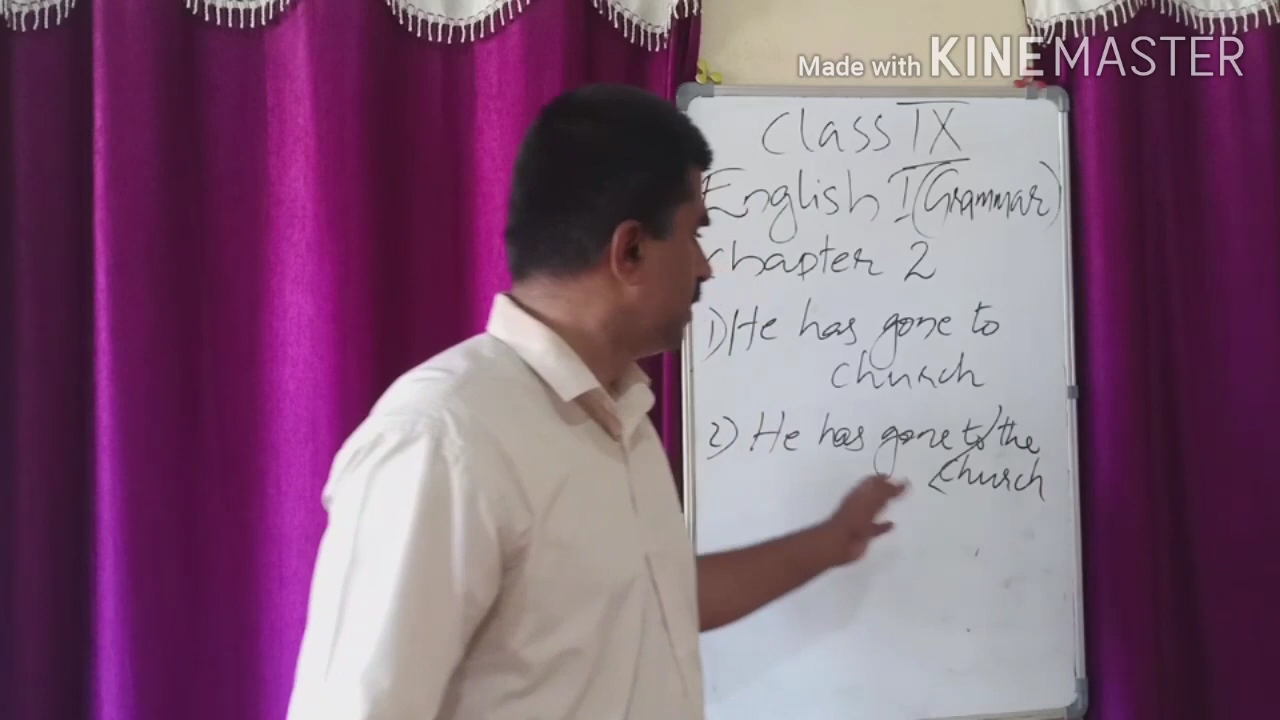 Made with KINEMASTER
Class IX
English I (Grammar)
Chapter 2
1) He has gone to
church
2) He has gone to the
church